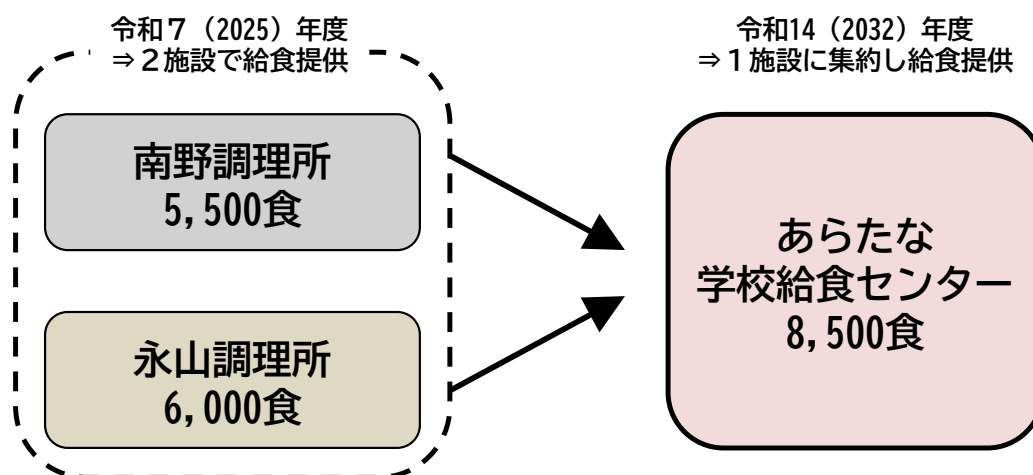 令和７（2025）年度
⇒２施設で給食提供
南野調理所
5,500食
永山調理所
6,000食
令和14（2032）年度
⇒１施設に集約し給食提供
あらたな
学校給食センター
8,500食